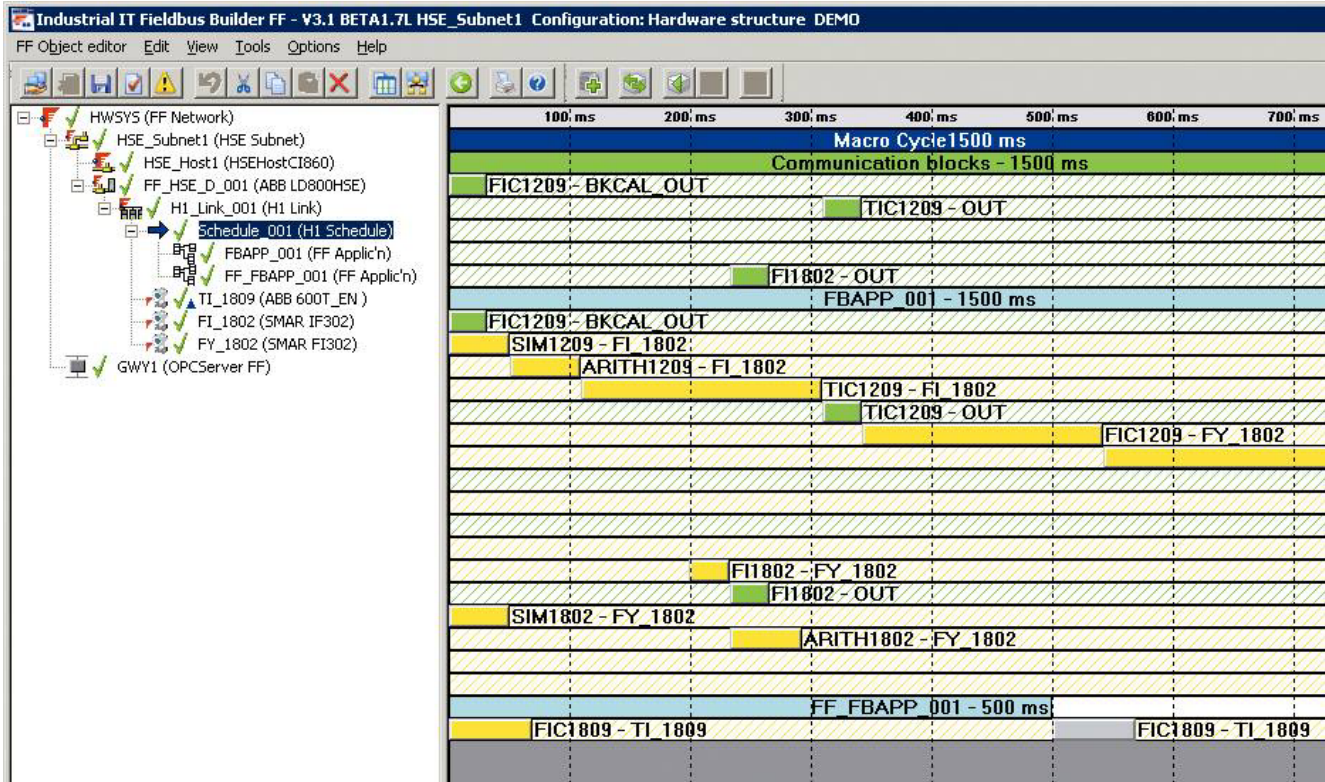 Industrial IT Fieldbus Builder FF - V3.1 BETA1.7L HSE_Subnet1 Configuration: Hardware structure DEMO
FF Object editor Edit View Tools Options Help
HWSYS (FF Network)
HSE_Subnet1 (HSE Subnet)
HSE_Host1 (HSEHostCI860)
FF_HSE_D_001 (ABB LD800HSE)
H1_Link_001 (H1 Link)
Schedule_001 (H1 Schedule)
FBAPP_001 (FF Applic'n)
FF_FBAPP_001 (FF Applic'n)
TI_1809 (ABB 600T_EN )
FI_1802 (SMAR IF302)
FY_1802 (SMAR FI302)
GWY1 (OPCServer FF)
100 ms 200 ms 300 ms 400 ms 500 ms 600 ms 700 ms
Macro Cycle1500 ms
Communication blocks - 1500 ms
FIC1209 - BKCAL_OUT
TIC1209 - OUT
FI1802 - OUT
FBAPP_001 - 1500 ms
FIC1209 - BKCAL_OUT
SIM1209 - FI_1802
ARITH1209 - FI_1802
TIC1209 - FI_1802
TIC1209 - OUT
FIC1209 - FY_1802
FI1802 - FY_1802
FI1802 - OUT
SIM1802 - FY_1802
ARITH1802 - FY_1802
FF_FBAPP_001 - 500 ms
FIC1809 - TI_1809 FIC1809 - TI_1809